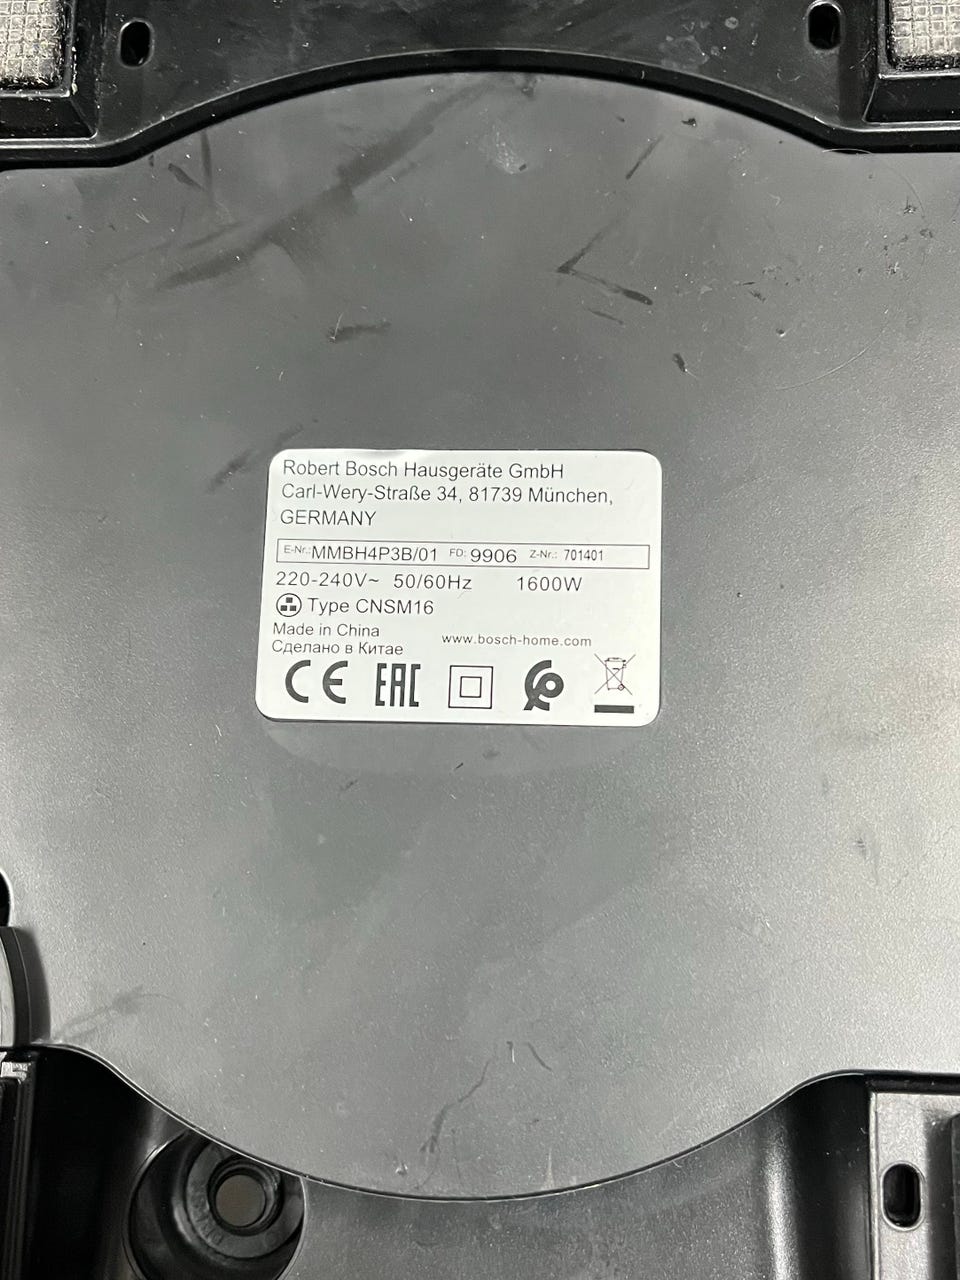 Robert Bosch Hausgeräte GmbH
Carl-Wery-Straße 34, 81739 München,
GERMANY
E-Nr.:MMBH4P3B/01 FD: 9906 Z-Nr.: 701401
220-240V~ 50/60Hz 1600W
Type CNSM16
Made in China
www.bosch-home.com
Сделано в Китае
CE EAC